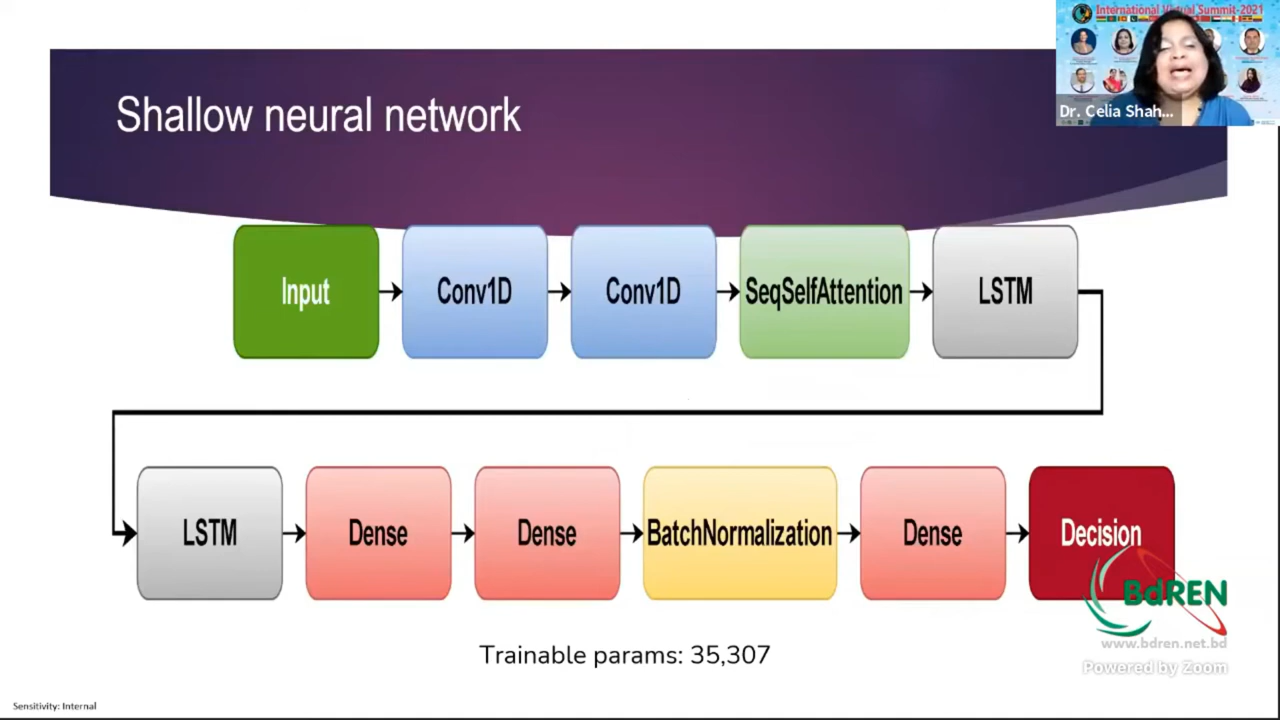 International Virtual Summit-2021
Dr. Celia Shah...
Shallow neural network
Input
Conv1D
Conv1D
SeqSelfAttention
LSTM
LSTM
Dense
Dense
BatchNormalization
Dense
Decision
BdREN
www.bdren.net.bd
Powered by Zoom
Trainable params: 35,307
Sensitivity: Internal